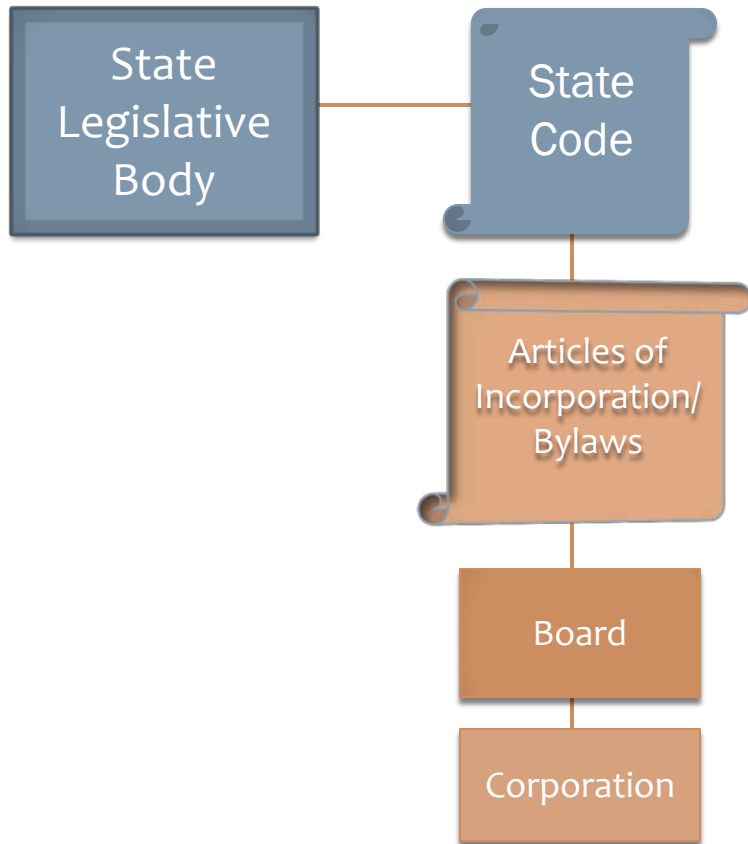 State
Legislative
Body
State
Code
Articles of
Incorporation/
Bylaws
Board
Corporation